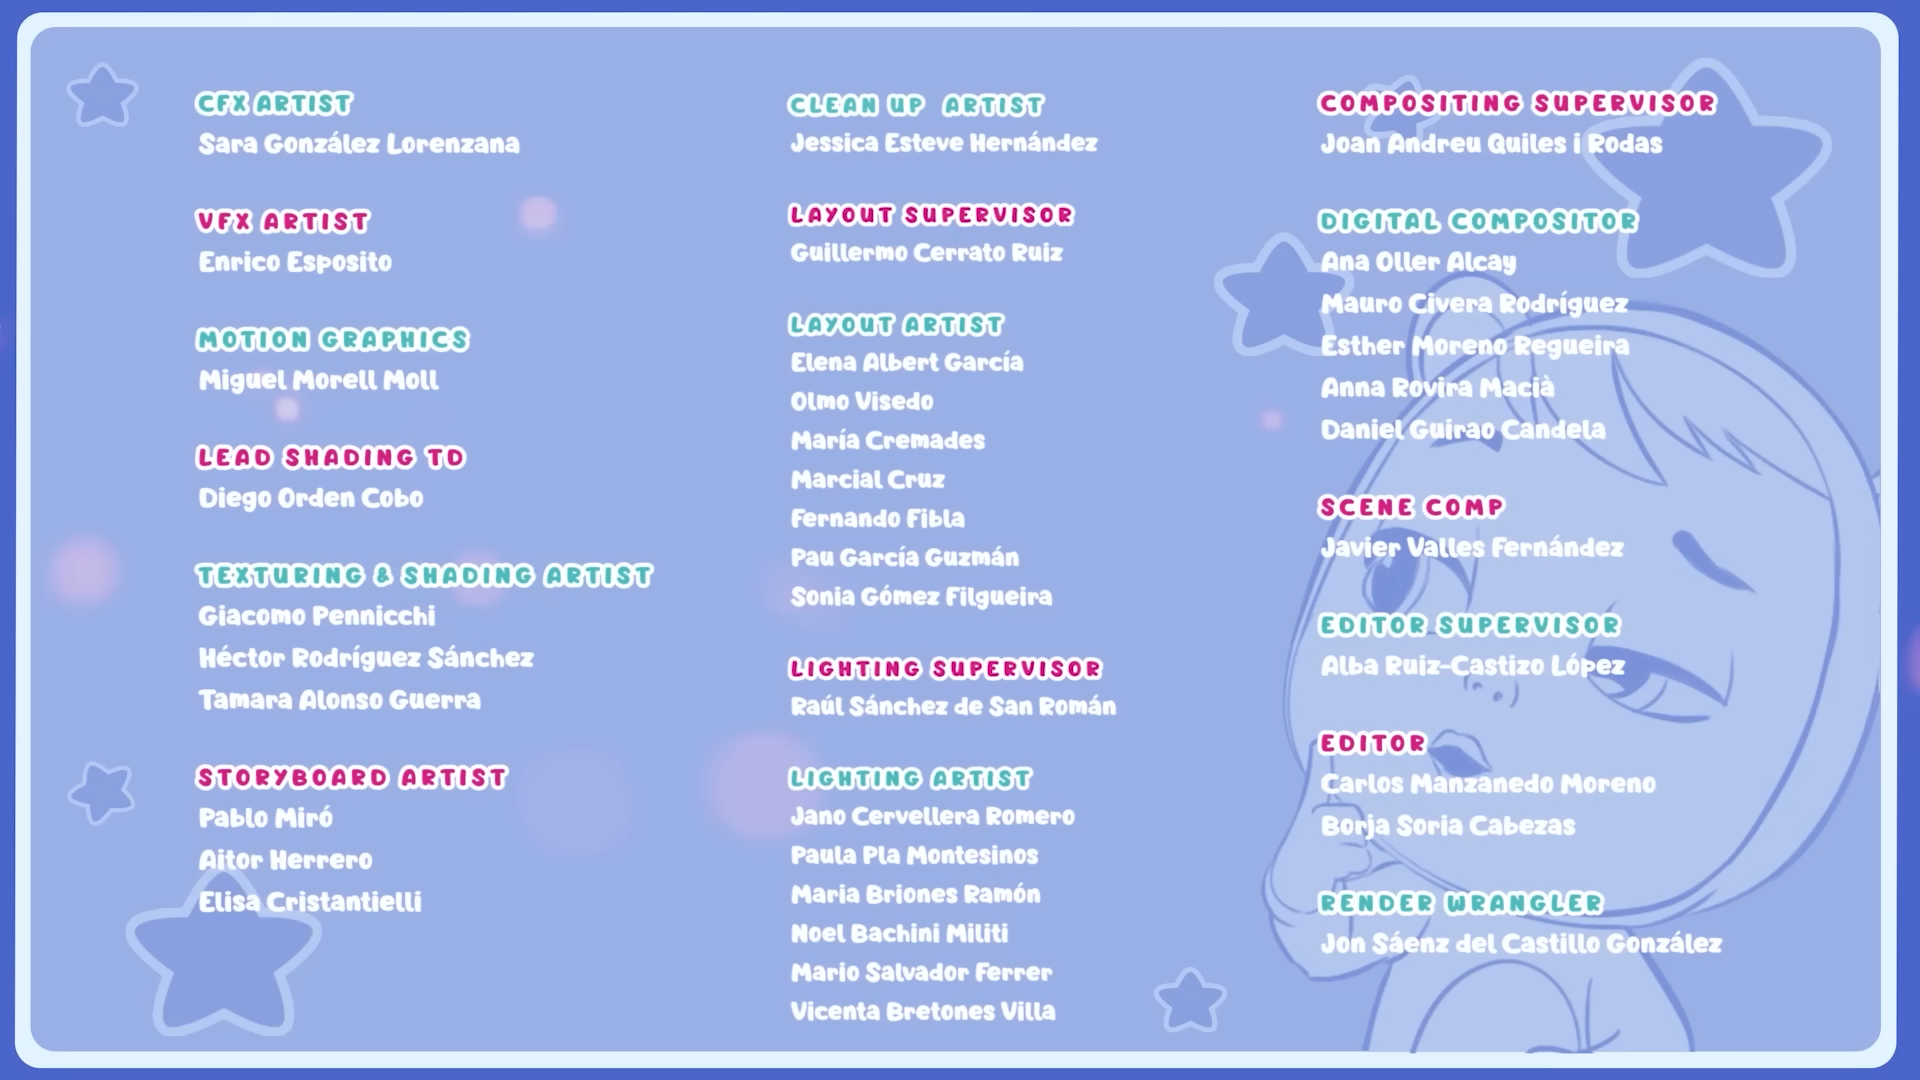 CFX ARTIST
Sara González Lorenzana
VFX ARTIST
Enrico Esposito
MOTION GRAPHICS
Miguel Morell Moll
LEAD SHADING TD
Diego Orden Cobo
TEXTURING & SHADING ARTIST
Giacomo Pennicchi
Héctor Rodríguez Sánchez
Tamara Alonso Guerra
STORYBOARD ARTIST
Pablo Miró
Aitor Herrero
Elisa Cristantielli
CLEAN UP ARTIST
Jessica Esteve Hernández
LAYOUT SUPERVISOR
Guillermo Cerrato Ruiz
LAYOUT ARTIST
Elena Albert García
Olmo Visedo
María Cremades
Marcial Cruz
Fernando Fibla
Pau García Guzmán
Sonia Gómez Filgueira
LIGHTING SUPERVISOR
Raúl Sánchez de San Román
LIGHTING ARTIST
Jano Cervellera Romero
Paula Pla Montesinos
Maria Briones Ramón
Noel Bachini Militi
Mario Salvador Ferrer
Vicenta Bretones Villa
COMPOSITING SUPERVISOR
Joan Andreu Quiles i Rodas
DIGITAL COMPOSITOR
Ana Oller Alcay
Mauro Civera Rodríguez
Esther Moreno Regueira
Anna Rovira Macià
Daniel Guirao Candela
SCENE COMP
Javier Valles Fernández
EDITOR SUPERVISOR
Alba Ruiz-Castizo López
EDITOR
Carlos Manzanedo Moreno
Borja Soria Cabezas
RENDER WRANGLER
Jon Sáenz del Castillo González